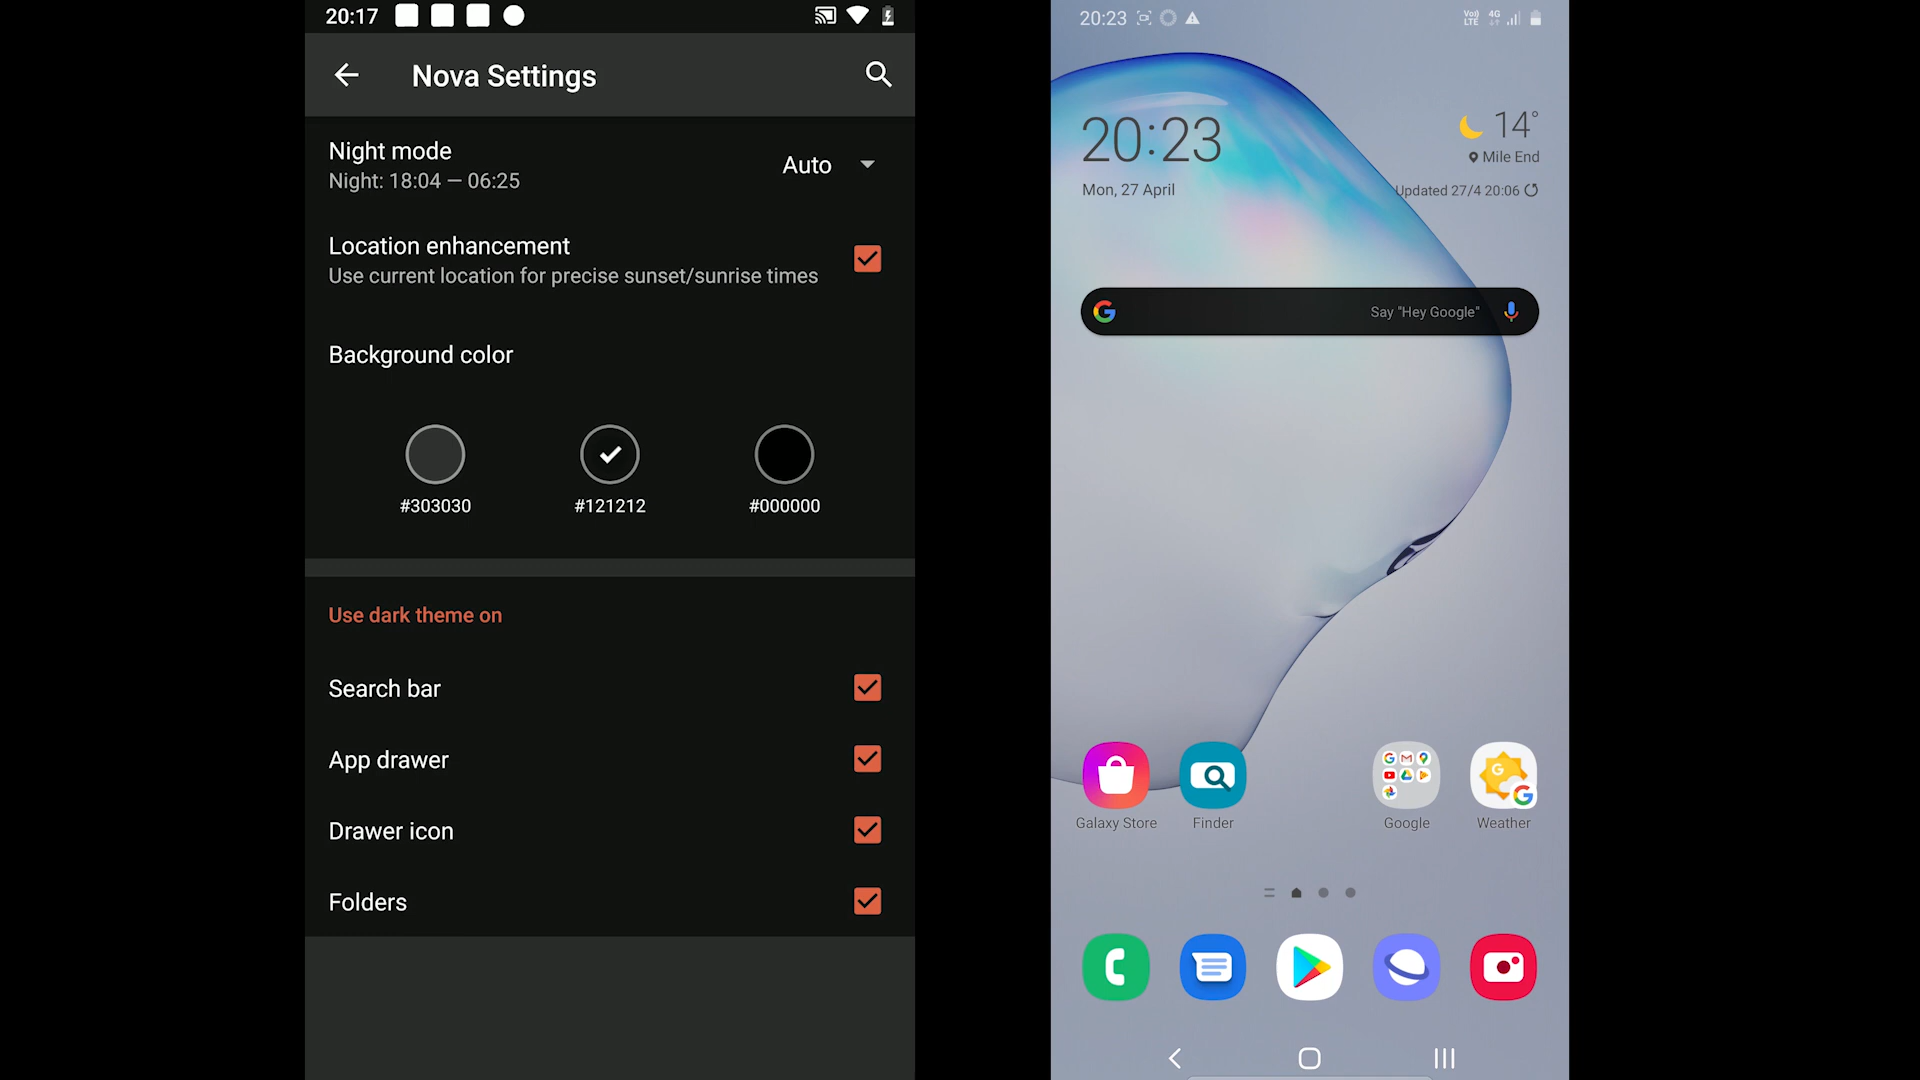 20:17
Nova Settings
Night mode
Night: 18:04 — 06:25
Auto
Location enhancement
Use current location for precise sunset/sunrise times
Background color
#303030
#121212
#000000
Use dark theme on
Search bar
App drawer
Drawer icon
Folders
20:23
Vo) LTE
4G
20:23
14°
Mile End
Mon, 27 April
Updated 27/4 20:06
Say "Hey Google"
Galaxy Store
Finder
Google
Weather